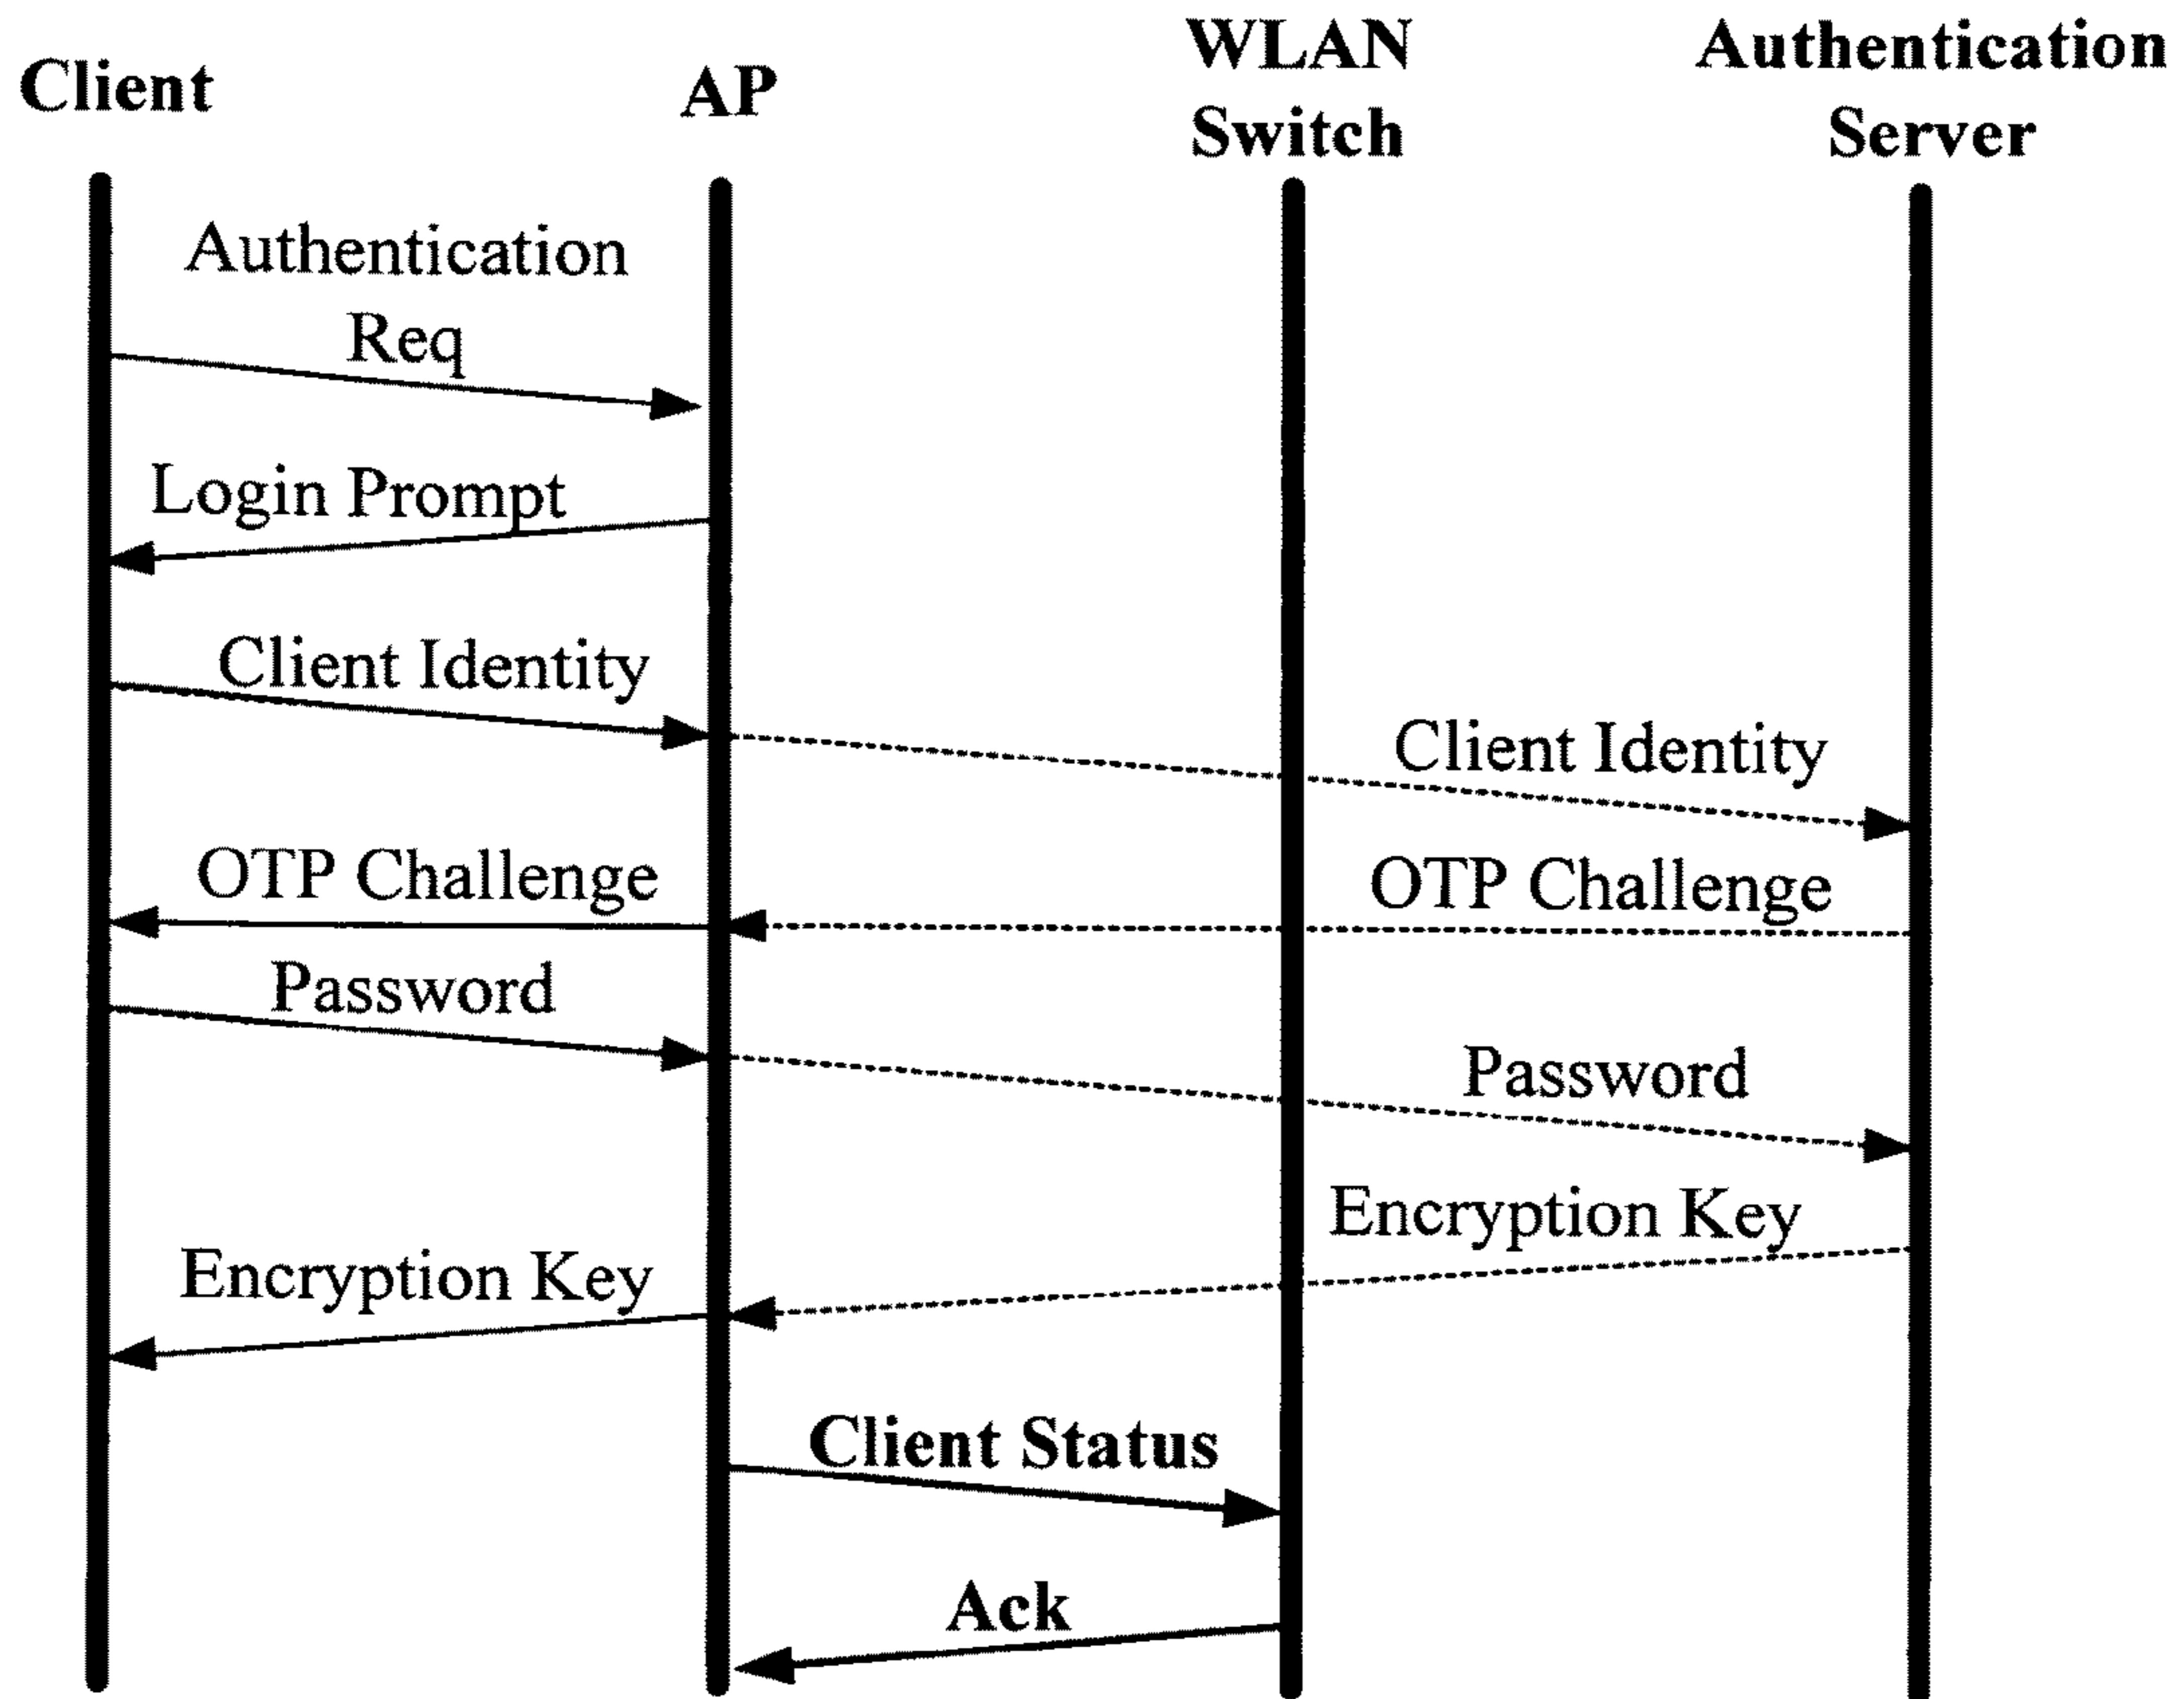 Client
AP
WLAN
Switch
Authentication
Server
Authentication
Req
Login Prompt
Client Identity
Client Identity
OTP Challenge
OTP Challenge
Password
Password
Encryption Key
Encryption Key
Client Status
Ack